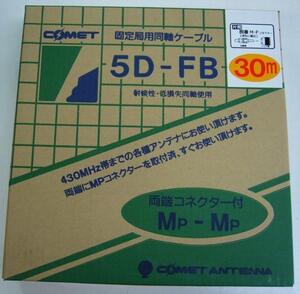 COMET
固定局用同軸ケーブル
5D-FB
30m
耐候性・低損失同軸使用
430MHz帯までの各種アンテナにお使い頂けます。
両端にMPコネクターを取付済、すぐお使い頂けます。
両端コネクター付
MP - MP
COMET ANTENNA